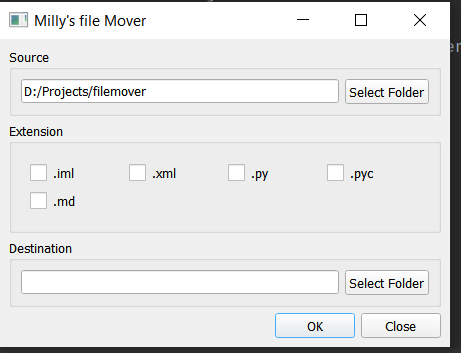 Milly's file Mover
Source
D:/Projects/filemover Select Folder
Extension
.iml .xml .py .pyc
.md
Destination
Select Folder
OK Close